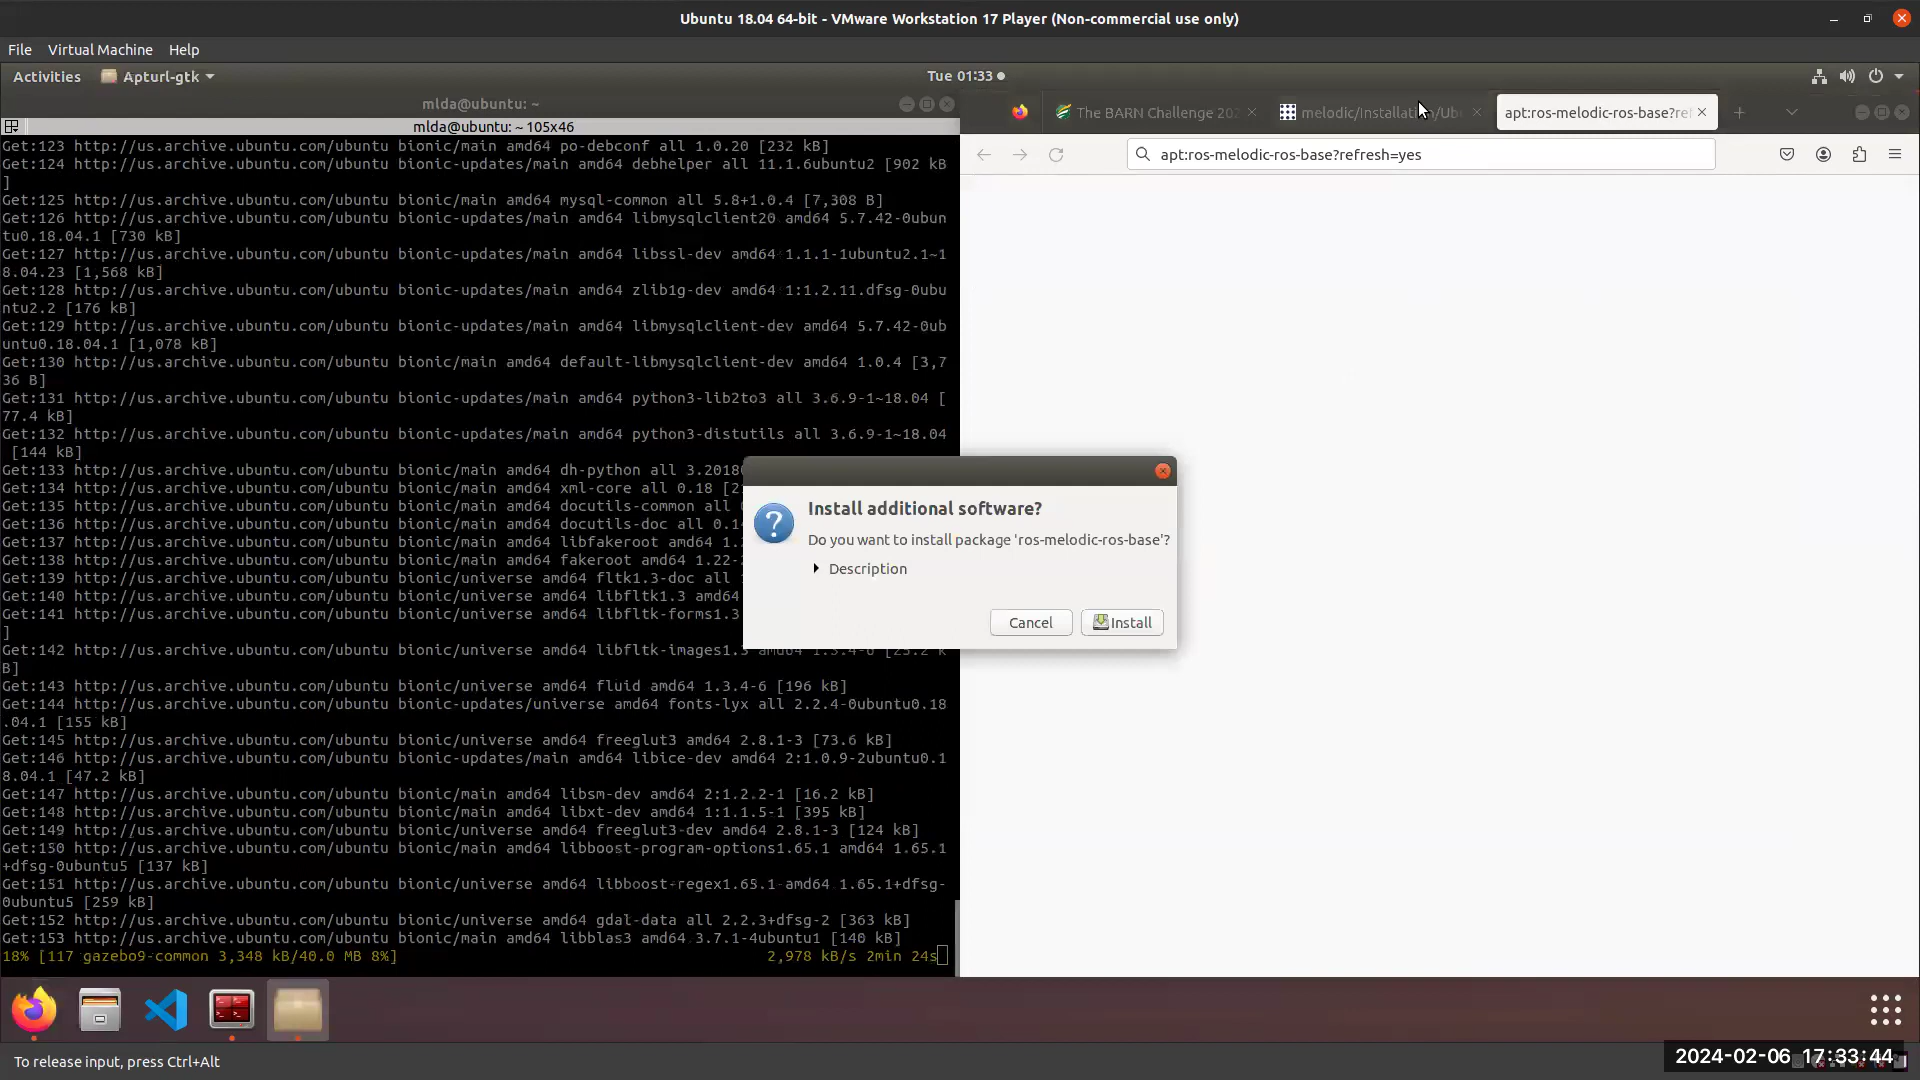 Ubuntu 18.04 64-bit - VMware Workstation 17 Player (Non-commercial use only)
File Virtual Machine Help
Activities Apturl-gtk Tue 01:33
mlda@ubuntu: ~
mlda@ubuntu: ~ 105x46
Get:123 http://us.archive.ubuntu.com/ubuntu bionic/main amd64 po-debconf all 1.0.20 [232 kB]
Get:124 http://us.archive.ubuntu.com/ubuntu bionic-updates/main amd64 debhelper all 11.1.6ubuntu2 [902 kB
]
Get:125 http://us.archive.ubuntu.com/ubuntu bionic/main amd64 mysql-common all 5.8+1.0.4 [7,308 B]
Get:126 http://us.archive.ubuntu.com/ubuntu bionic-updates/main amd64 libmysqlclient20 amd64 5.7.42-0ubun
tu0.18.04.1 [730 kB]
Get:127 http://us.archive.ubuntu.com/ubuntu bionic-updates/main amd64 libssl-dev amd64 1.1.1-1ubuntu2.1~1
8.04.23 [1,568 kB]
Get:128 http://us.archive.ubuntu.com/ubuntu bionic-updates/main amd64 zlib1g-dev amd64 1:1.2.11.dfsg-0ubu
ntu2.2 [176 kB]
Get:129 http://us.archive.ubuntu.com/ubuntu bionic-updates/main amd64 libmysqlclient-dev amd64 5.7.42-0ub
untu0.18.04.1 [1,078 kB]
Get:130 http://us.archive.ubuntu.com/ubuntu bionic/main amd64 default-libmysqlclient-dev amd64 1.0.4 [3,7
36 B]
Get:131 http://us.archive.ubuntu.com/ubuntu bionic-updates/main amd64 python3-lib2to3 all 3.6.9-1~18.04 [
77.4 kB]
Get:132 http://us.archive.ubuntu.com/ubuntu bionic-updates/main amd64 python3-distutils all 3.6.9-1~18.04
[144 kB]
Get:133 http://us.archive.ubuntu.com/ubuntu bionic/main amd64 dh-python all 3.2018
Get:134 http://us.archive.ubuntu.com/ubuntu bionic/main amd64 xml-core all 0.18 [2
Get:135 http://us.archive.ubuntu.com/ubuntu bionic/main amd64 docutils-common all
Get:136 http://us.archive.ubuntu.com/ubuntu bionic/main amd64 docutils-doc all 0.1
Get:137 http://us.archive.ubuntu.com/ubuntu bionic/main amd64 libfakeroot amd64 1.
Get:138 http://us.archive.ubuntu.com/ubuntu bionic/main amd64 fakeroot amd64 1.22-
Get:139 http://us.archive.ubuntu.com/ubuntu bionic/universe amd64 fltk1.3-doc all
Get:140 http://us.archive.ubuntu.com/ubuntu bionic/universe amd64 libfltk1.3 amd64
Get:141 http://us.archive.ubuntu.com/ubuntu bionic/universe amd64 libfltk-forms1.3
]
Get:142 http://us.archive.ubuntu.com/ubuntu bionic/universe amd64 libfltk-images1.3 amd64 1.3.4-6 [25.2 k
B]
Get:143 http://us.archive.ubuntu.com/ubuntu bionic/universe amd64 fluid amd64 1.3.4-6 [196 kB]
Get:144 http://us.archive.ubuntu.com/ubuntu bionic-updates/universe amd64 fonts-lyx all 2.2.4-0ubuntu0.18
.04.1 [155 kB]
Get:145 http://us.archive.ubuntu.com/ubuntu bionic/universe amd64 freeglut3 amd64 2.8.1-3 [73.6 kB]
Get:146 http://us.archive.ubuntu.com/ubuntu bionic-updates/main amd64 libice-dev amd64 2:1.0.9-2ubuntu0.1
8.04.1 [47.2 kB]
Get:147 http://us.archive.ubuntu.com/ubuntu bionic/main amd64 libsm-dev amd64 2:1.2.2-1 [16.2 kB]
Get:148 http://us.archive.ubuntu.com/ubuntu bionic/main amd64 libxt-dev amd64 1:1.1.5-1 [395 kB]
Get:149 http://us.archive.ubuntu.com/ubuntu bionic/universe amd64 freeglut3-dev amd64 2.8.1-3 [124 kB]
Get:150 http://us.archive.ubuntu.com/ubuntu bionic/main amd64 libboost-program-options1.65.1 amd64 1.65.1
+dfsg-0ubuntu5 [137 kB]
Get:151 http://us.archive.ubuntu.com/ubuntu bionic/universe amd64 libboost-regex1.65.1 amd64 1.65.1+dfsg-
0ubuntu5 [259 kB]
Get:152 http://us.archive.ubuntu.com/ubuntu bionic/universe amd64 gdal-data all 2.2.3+dfsg-2 [363 kB]
Get:153 http://us.archive.ubuntu.com/ubuntu bionic/main amd64 libblas3 amd64 3.7.1-4ubuntu1 [140 kB]
18% [117 gazebo9-common 3,348 kB/40.0 MB 8%] 2,978 kB/s 2min 24s
The BARN Challenge 202 melodic/Installation/Ubu apt:ros-melodic-ros-base?ref
apt:ros-melodic-ros-base?refresh=yes
Install additional software?
Do you want to install package 'ros-melodic-ros-base'?
Description
Cancel Install
To release input, press Ctrl+Alt
2024-02-06 17:33:44